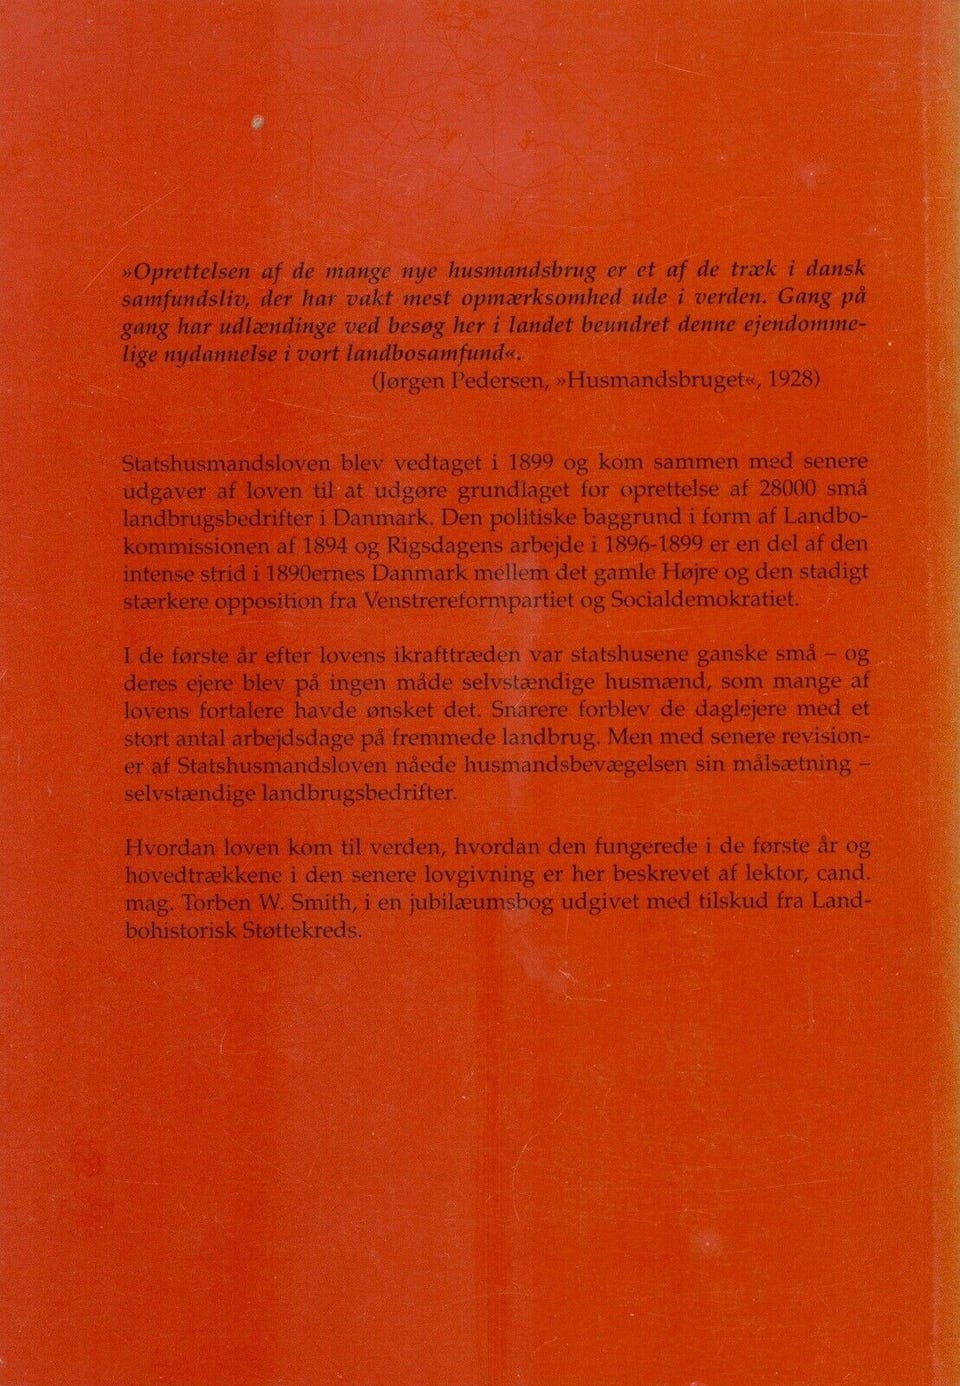 »Oprettelsen af de mange nye husmandsbrug er et af de træk i dansk
samfundsliv, der har vakt mest opmærksomhed ude i verden. Gang på
gang har udlændinge ved besøg her i landet beundret denne ejendomme-
lige nydannelse i vort landbosamfund«.
(Jørgen Pedersen, »Husmandsbruget«, 1928)
Statshusmandsloven blev vedtaget i 1899 og kom sammen med senere
udgaver af loven til at udgøre grundlaget for oprettelse af 28000 små
landbrugsbedrifter i Danmark. Den politiske baggrund i form af Landbo-
kommissionen af 1894 og Rigsdagens arbejde i 1896-1899 er en del af den
intense strid i 1890ernes Danmark mellem det gamle Højre og den stadigt
stærkere opposition fra Venstrereformpartiet og Socialdemokratiet.
I de første år efter lovens ikrafttræden var statshusene ganske små – og
deres ejere blev på ingen måde selvstændige husmænd, som mange af
lovens fortalere havde ønsket det. Snarere forblev de daglejere med et
stort antal arbejdsdage på fremmede landbrug. Men med senere revision-
er af Statshusmandsloven nåede husmandsbevægelsen sin målsætning –
selvstændige landbrugsbedrifter.
Hvordan loven kom til verden, hvordan den fungerede i de første år og
hovedtrækkene i den senere lovgivning er her beskrevet af lektor, cand.
mag. Torben W. Smith, i en jubilæumsbog udgivet med tilskud fra Land-
bohistorisk Støttekreds.